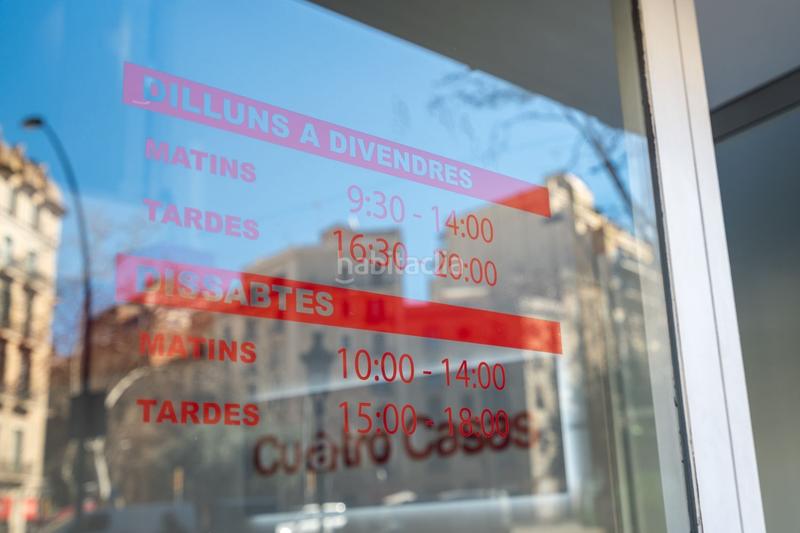 DILLUNS A DIVENDRES
MATINS 9:30 - 14:00
TARDES 16:30 - 20:00
habitaclia
DISSABTES
MATINS 10:00 - 14:00
TARDES 15:00 - 18:00
Cuatro Casas